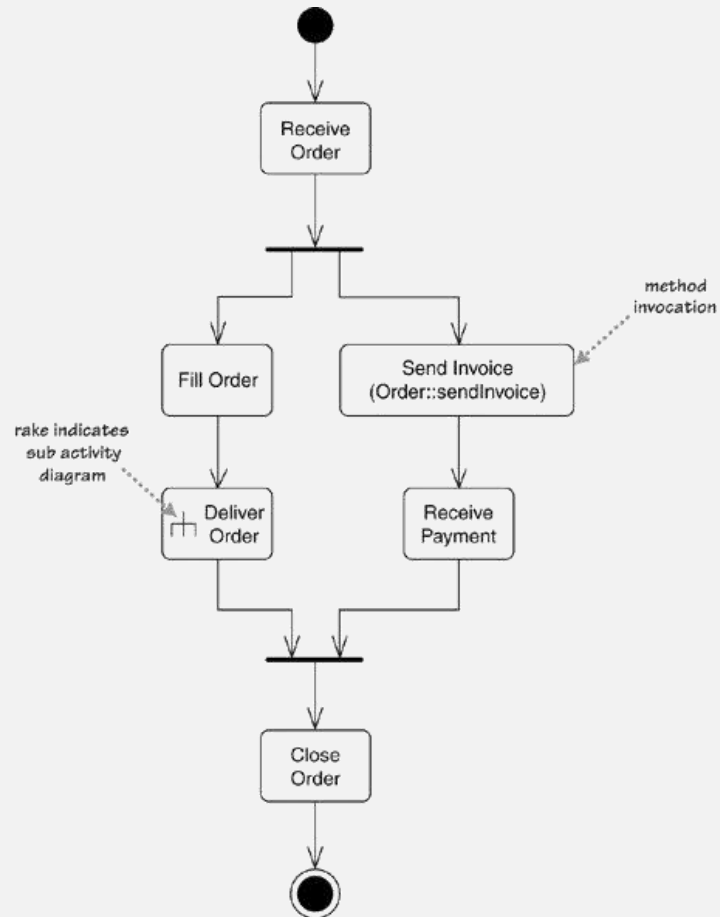 Receive
Order
method
invocation
Fill Order
Send Invoice
(Order::sendInvoice)
rake indicates
sub activity
diagram
Deliver
Order
Receive
Payment
Close
Order